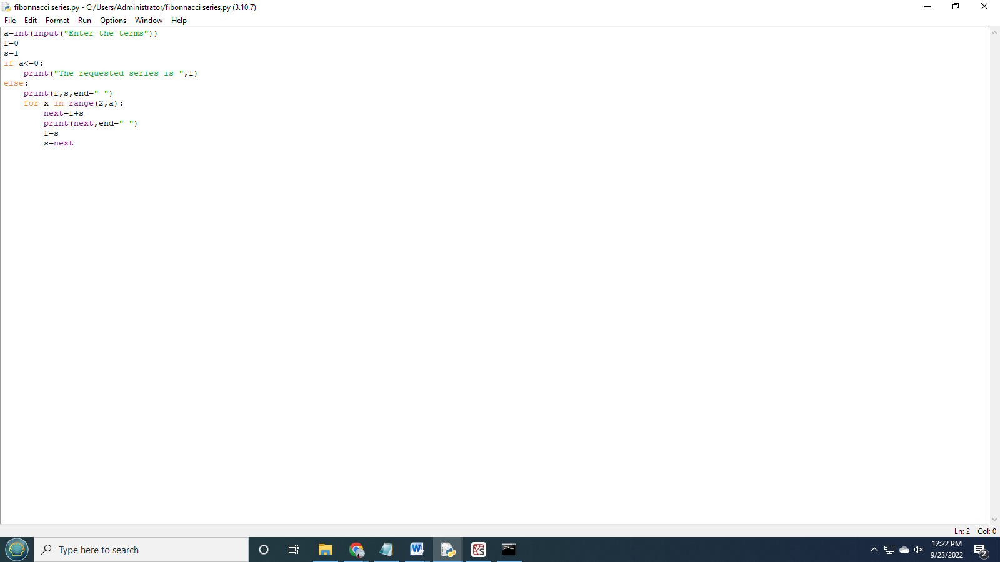 fibonnacci series.py - C:/Users/Administrator/fibonnacci series.py (3.10.7)
File Edit Format Run Options Window Help
a=int(input("Enter the terms"))
f=0
s=1
if a<=0:
    print("The requested series is ",f)
else:
    print(f,s,end=" ")
    for x in range(2,a):
        next=f+s
        print(next,end=" ")
        f=s
        s=next
Ln: 2 Col: 0
Type here to search
12:22 PM
9/23/2022
2